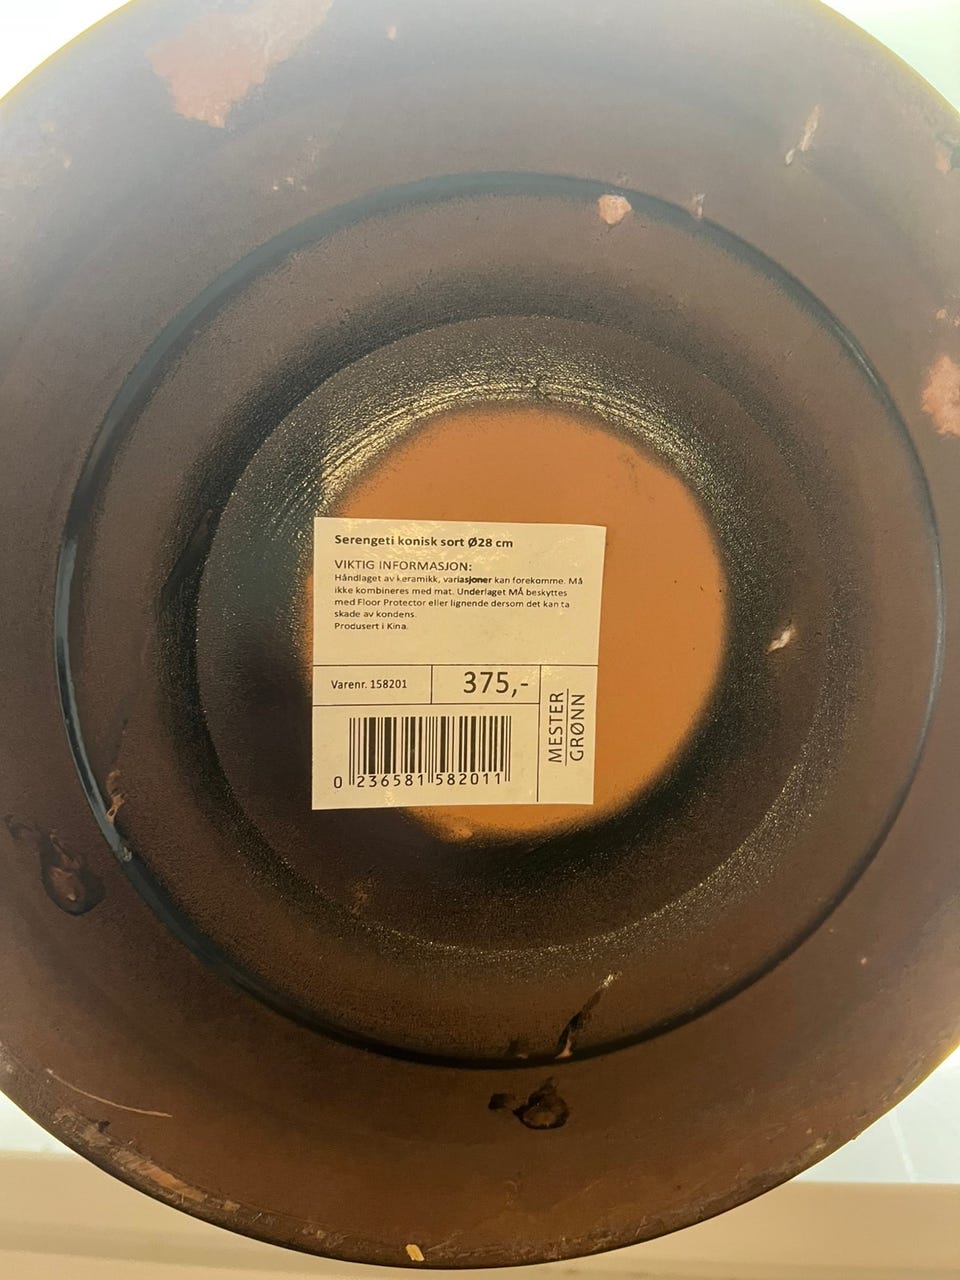 Serengeti konisk sort Ø28 cm
VIKTIG INFORMASJON:
Håndlaget av keramikk, variasjoner kan forekomme. Må
ikke kombineres med mat. Underlaget MÅ beskyttes
med Floor Protector eller lignende dersom det kan ta
skade av kondens.
Produsert i Kina.
Varenr. 158201
375,-
MESTER
GRØNN
0 236581 582011